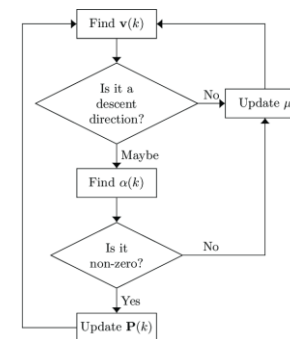 Find v(k)
Is it a
descent
direction?
No
Update μ
Maybe
Find α(k)
Is it
non-zero?
No
Yes
Update P(k)